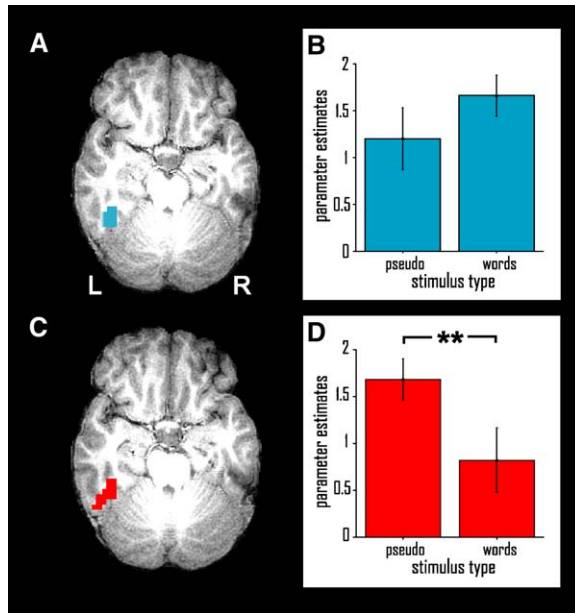 A
L
R
B
2
1.5
1
0.5
0
parameter estimates
pseudo words
stimulus type
C
D
**
2
1.5
1
0.5
0
parameter estimates
pseudo words
stimulus type